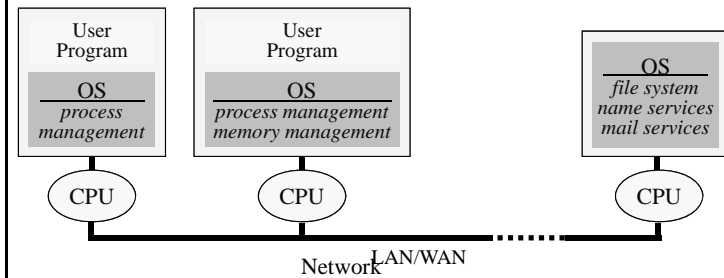 User
Program
OS
process
management
CPU
User
Program
OS
process management
memory management
CPU
OS
file system
name services
mail services
CPU
Network
LAN/WAN